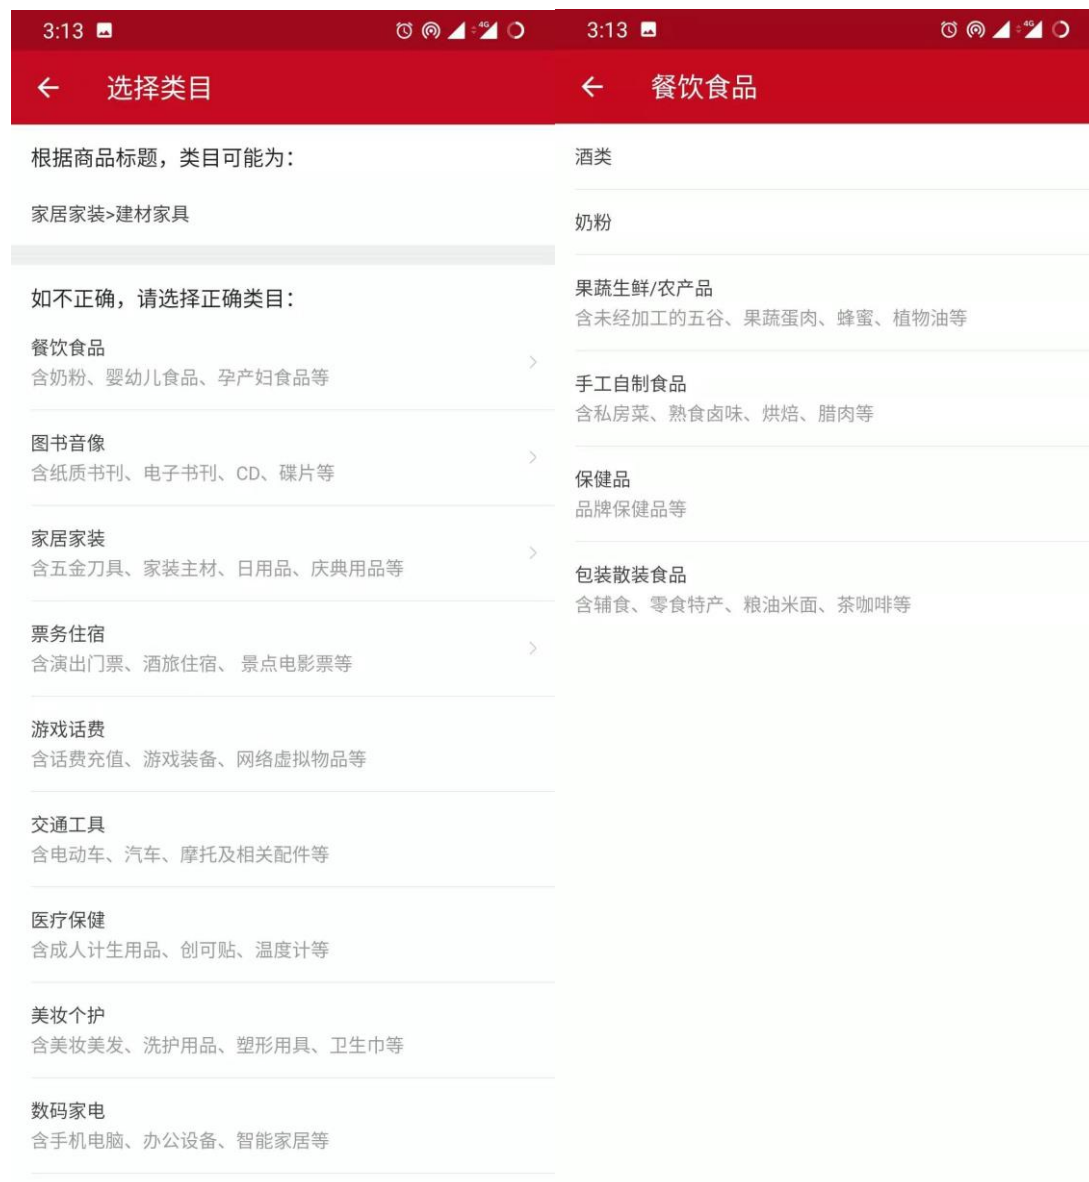 3:13
4G
选择类目
根据商品标题，类目可能为：
家居家装>建材家具
如不正确，请选择正确类目：
餐饮食品
含奶粉、婴幼儿食品、孕产妇食品等
图书音像
含纸质书刊、电子书刊、CD、碟片等
家居家装
含五金刀具、家装主材、日用品、庆典用品等
票务住宿
含演出门票、酒旅住宿、 景点电影票等
游戏话费
含话费充值、游戏装备、网络虚拟物品等
交通工具
含电动车、汽车、摩托及相关配件等
医疗保健
含成人计生用品、创可贴、温度计等
美妆个护
含美妆美发、洗护用品、塑形用具、卫生巾等
数码家电
含手机电脑、办公设备、智能家居等
3:13
4G
餐饮食品
酒类
奶粉
果蔬生鲜/农产品
含未经加工的五谷、果蔬蛋肉、蜂蜜、植物油等
手工自制食品
含私房菜、熟食卤味、烘焙、腊肉等
保健品
品牌保健品等
包装散装食品
含辅食、零食特产、粮油米面、茶咖啡等